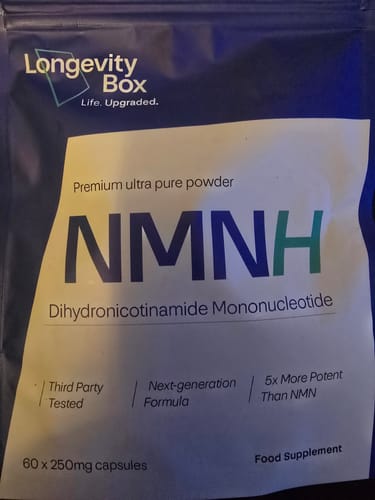 Longevity
Box
Life. Upgraded.
Premium ultra pure powder
NMNH
Dihydronicotinamide Mononucleotide
Third Party
Tested
Next-generation
Formula
5x More Potent
Than NMN
60 x 250mg capsules
Food Supplement